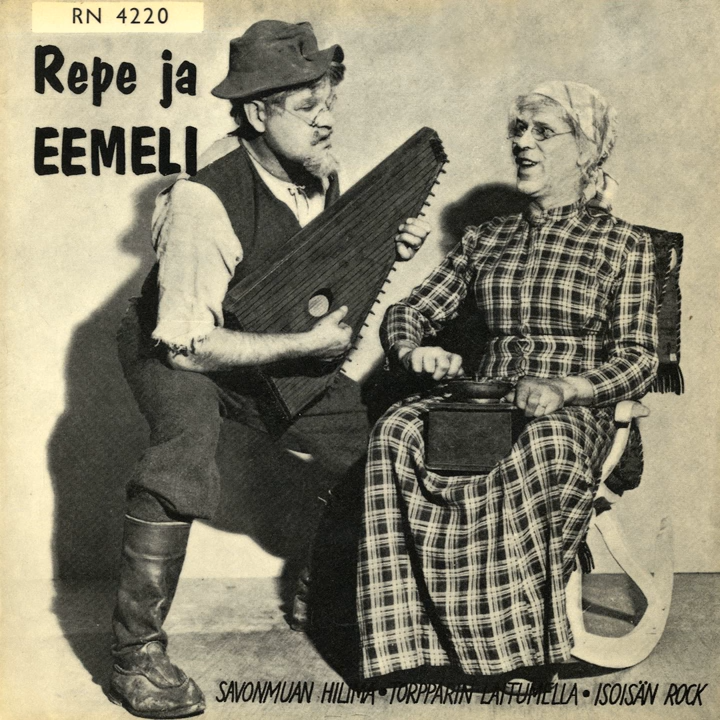 RN 4220
Repe ja
EEMELI
SAVONMUAN HILIMA • TORPPARIN LAITUMELLA • ISOISÄN ROCK